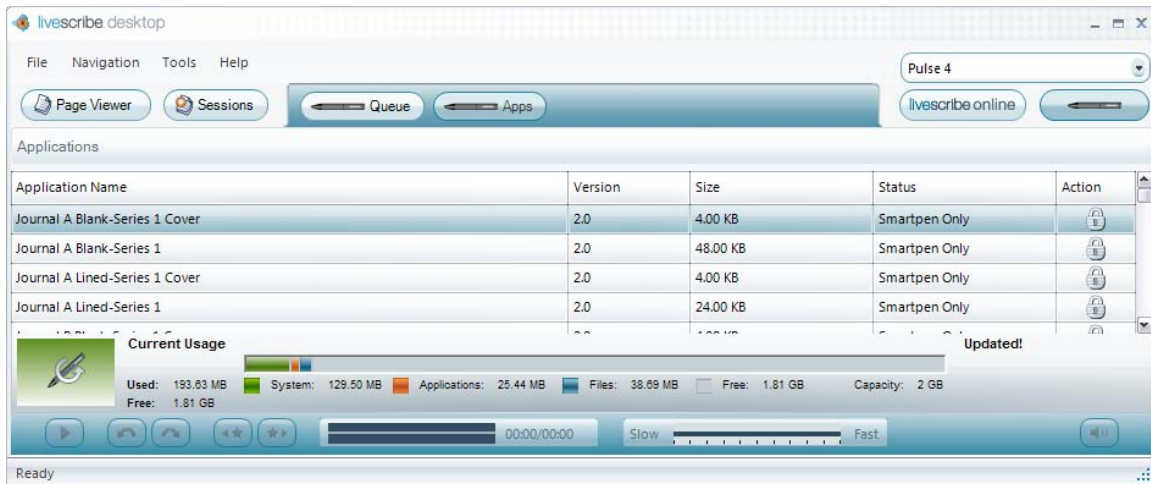 livescribe desktop
File Navigation Tools Help
Pulse 4
Page Viewer Sessions Queue Apps livescribe online
Applications
Application Name Version Size Status Action
Journal A Blank-Series 1 Cover 2.0 4.00 KB Smartpen Only
Journal A Blank-Series 1 2.0 48.00 KB Smartpen Only
Journal A Lined-Series 1 Cover 2.0 4.00 KB Smartpen Only
Journal A Lined-Series 1 2.0 24.00 KB Smartpen Only
Current Usage Updated!
Used: 193.63 MB System: 129.50 MB Applications: 25.44 MB Files: 38.69 MB Free: 1.81 GB Capacity: 2 GB
Free: 1.81 GB
00:00/00:00 Slow Fast
Ready